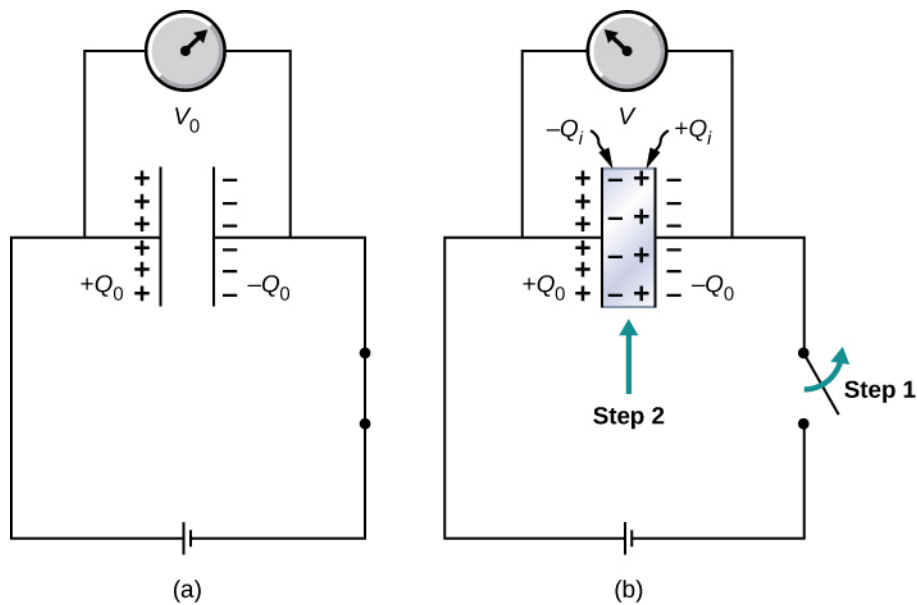 V0
+Q0
–Q0
(a)
V
–Qi
+Qi
+Q0
–Q0
Step 1
Step 2
(b)